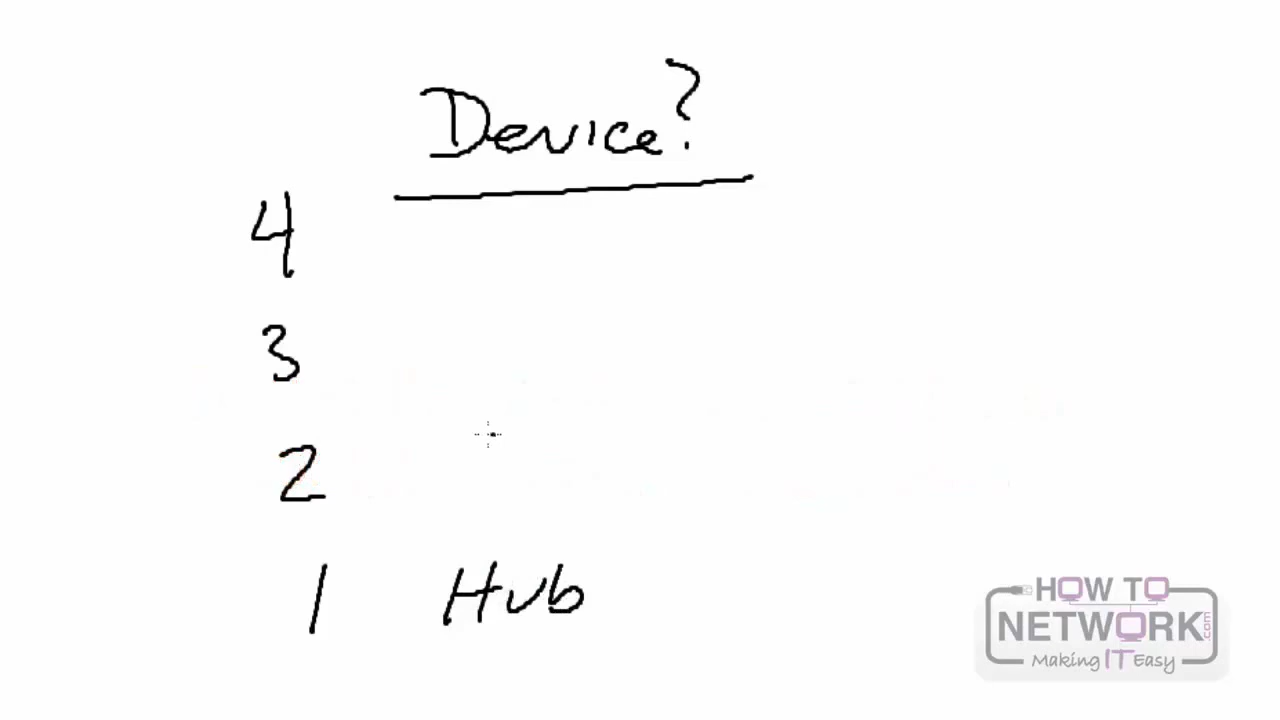 Device?
4
3
2
1 Hub
HOW TO
NETWORK.com
Making IT Easy